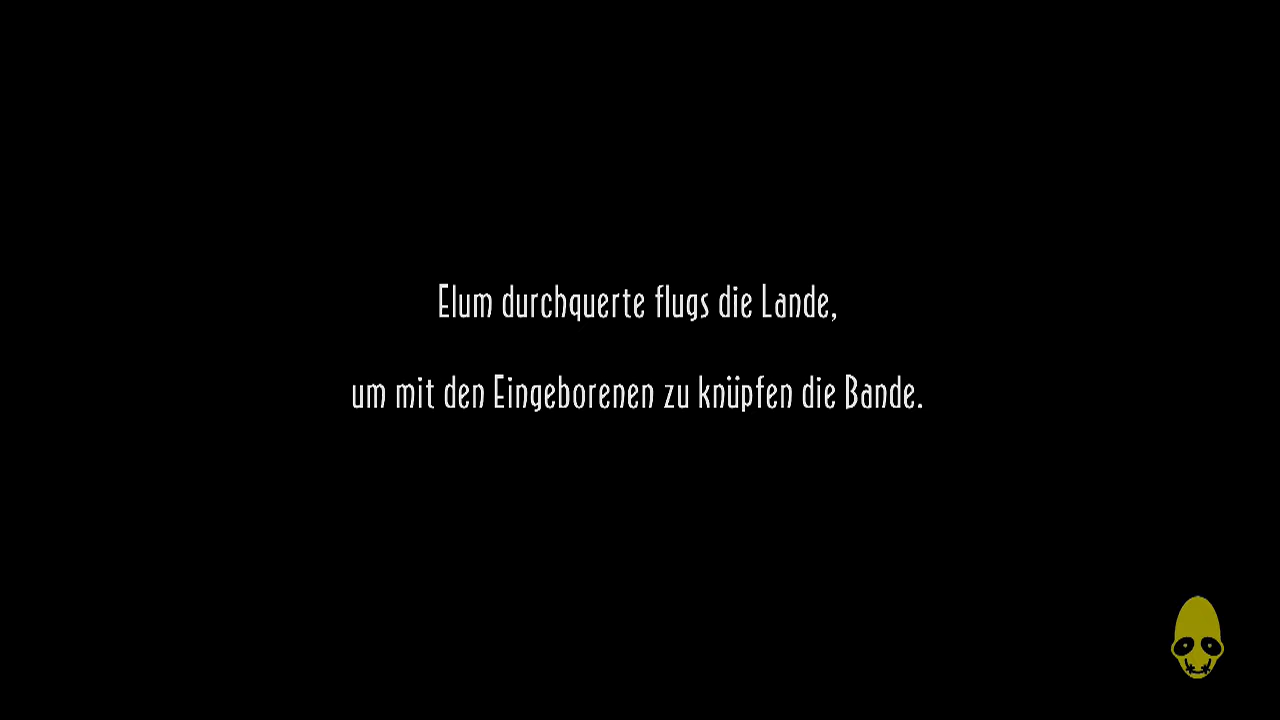 Elum durchquerte flugs die Lande,
um mit den Eingeborenen zu knüpfen die Bande.